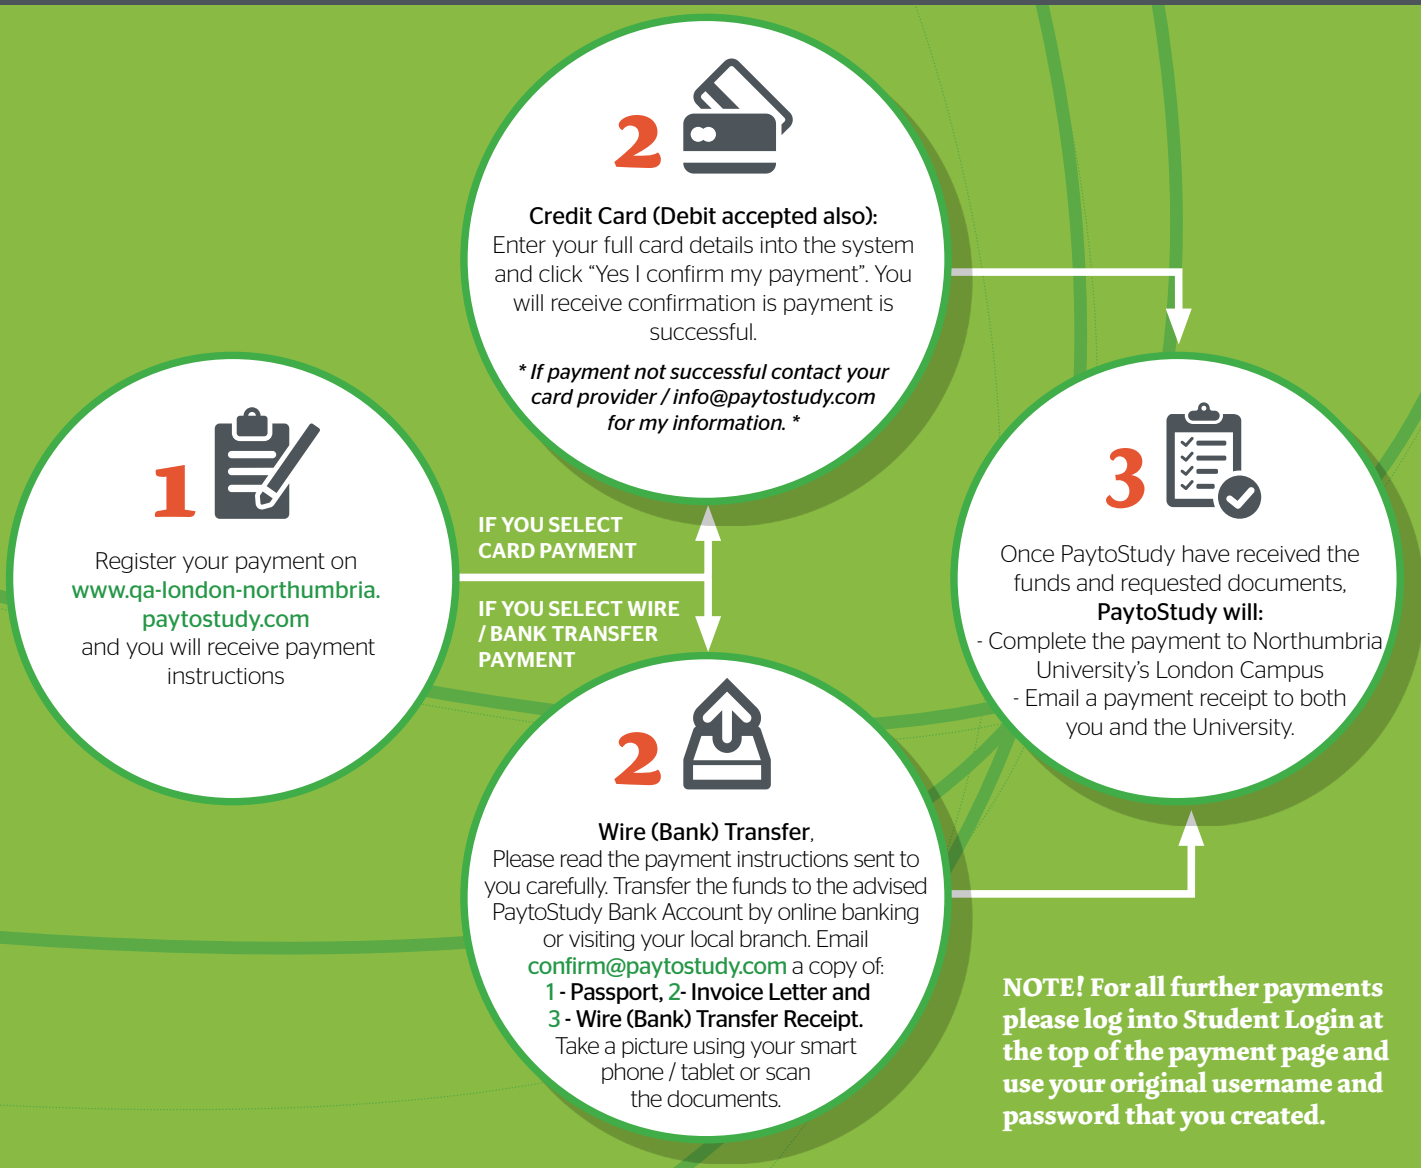 1
Register your payment on
www.qa-london-northumbria.
paytostudy.com
and you will receive payment
instructions
IF YOU SELECT
CARD PAYMENT
IF YOU SELECT WIRE
/ BANK TRANSFER
PAYMENT
2
Credit Card (Debit accepted also):
Enter your full card details into the system
and click “Yes I confirm my payment”. You
will receive confirmation is payment is
successful.
* If payment not successful contact your
card provider / info@paytostudy.com
for my information. *
2
Wire (Bank) Transfer,
Please read the payment instructions sent to
you carefully. Transfer the funds to the advised
PaytoStudy Bank Account by online banking
or visiting your local branch. Email
confirm@paytostudy.com a copy of:
1 - Passport, 2- Invoice Letter and
3 - Wire (Bank) Transfer Receipt.
Take a picture using your smart
phone / tablet or scan
the documents.
3
Once PaytoStudy have received the
funds and requested documents,
PaytoStudy will:
- Complete the payment to Northumbria
University’s London Campus
- Email a payment receipt to both
you and the University.
NOTE! For all further payments
please log into Student Login at
the top of the payment page and
use your original username and
password that you created.